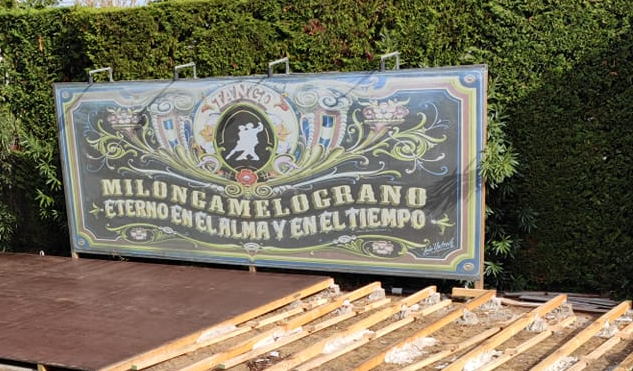 TANGO
MILONGAMELOGRANO
ETERNO EN EL ALMA Y EN EL TIEMPO